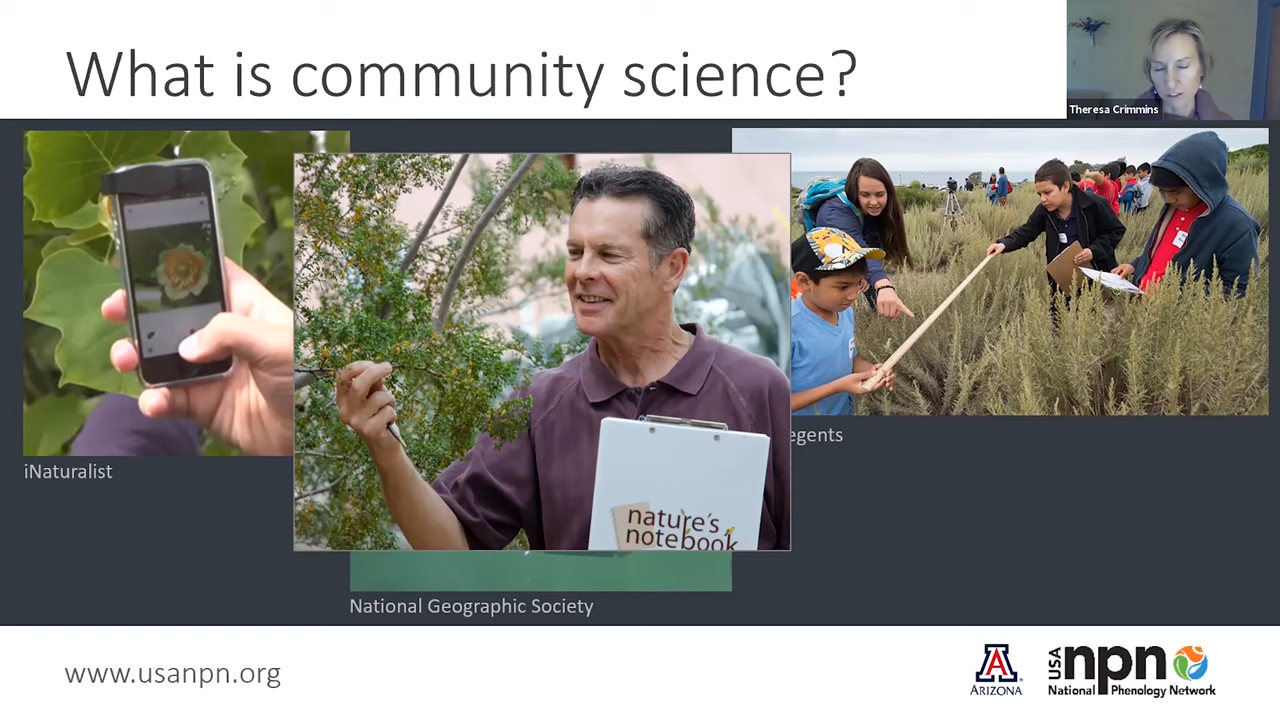 What is community science?
Theresa Crimmins
iNaturalist
egents
nature's
notebook
National Geographic Society
www.usanpn.org
ARIZONA
USA
npn
National Phenology Network